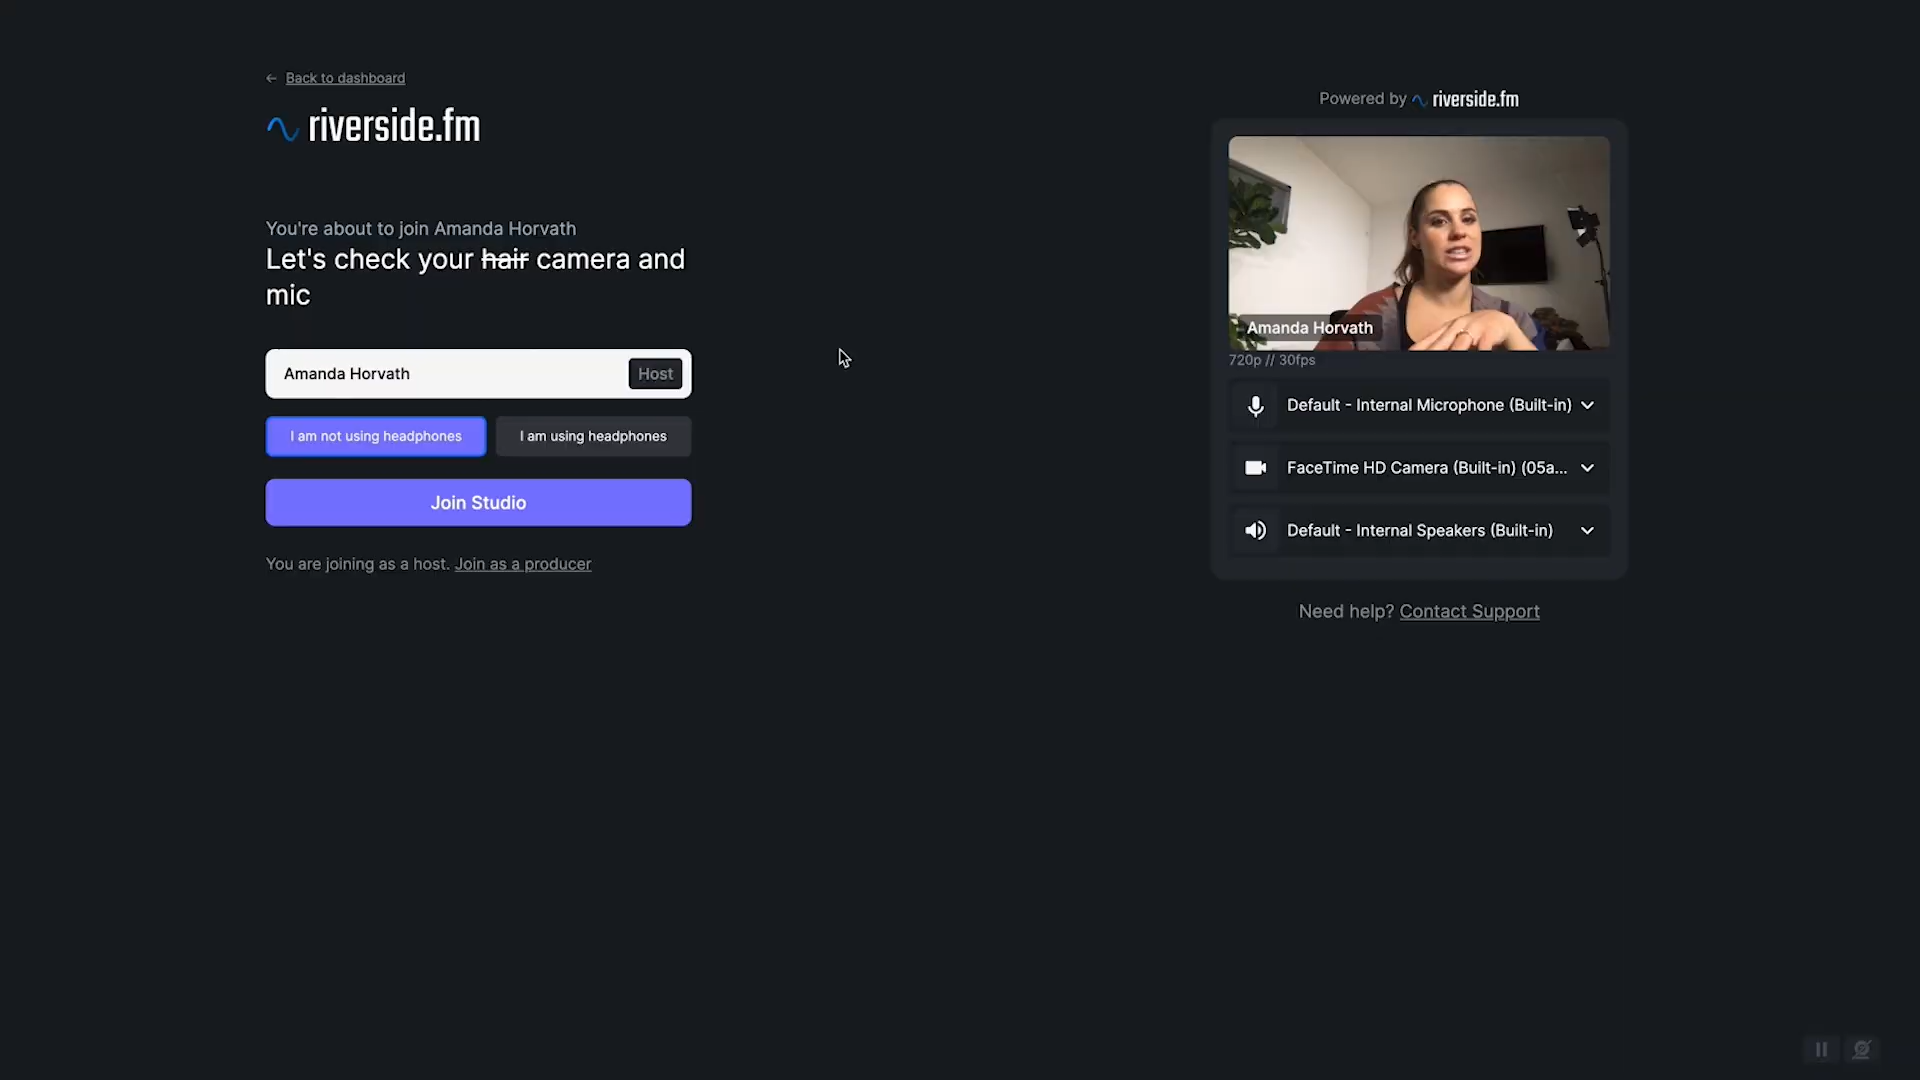 Back to dashboard
riverside.fm
You're about to join Amanda Horvath
Let's check your hair camera and
mic
Amanda Horvath
Host
I am not using headphones
I am using headphones
Join Studio
You are joining as a host. Join as a producer
Powered by riverside.fm
Amanda Horvath
720p // 30fps
Default - Internal Microphone (Built-in)
FaceTime HD Camera (Built-in) (05a...
Default - Internal Speakers (Built-in)
Need help? Contact Support